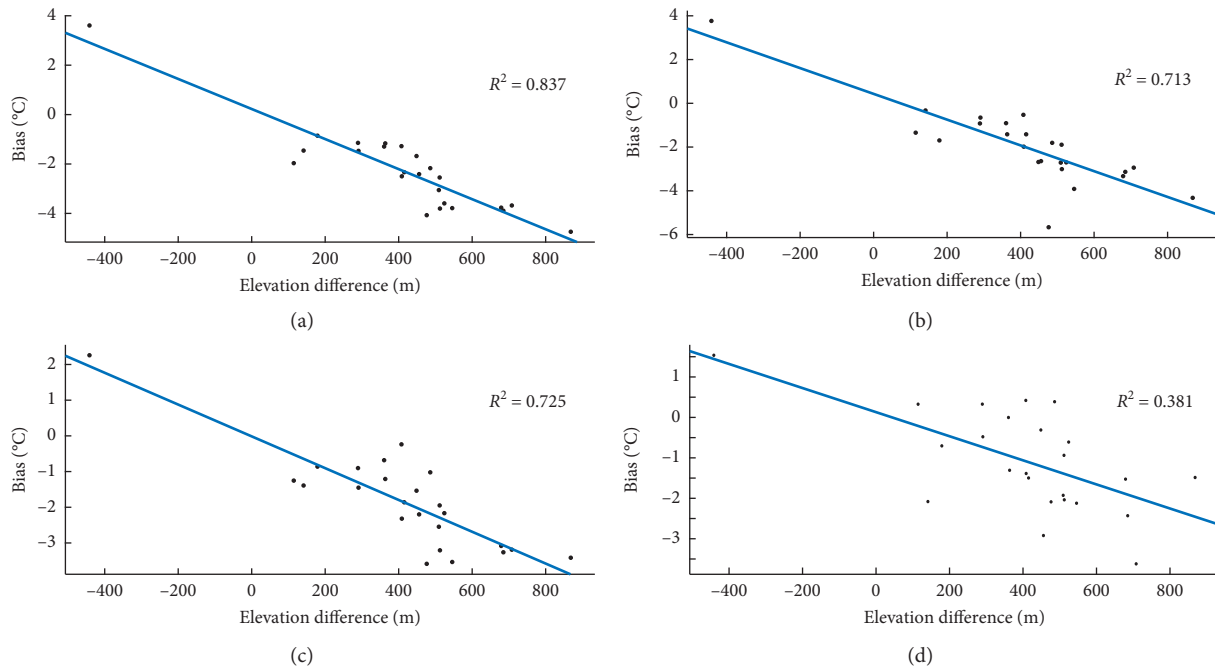 4
2
0
−2
−4
Bias (°C)
R² = 0.837
−400 −200 0 200 400 600 800
Elevation difference (m)
(a)
4
2
0
−2
−4
−6
Bias (°C)
R² = 0.713
−400 −200 0 200 400 600 800
Elevation difference (m)
(b)
2
1
0
−1
−2
−3
Bias (°C)
R² = 0.725
−400 −200 0 200 400 600 800
Elevation difference (m)
(c)
1
0
−1
−2
−3
Bias (°C)
R² = 0.381
−400 −200 0 200 400 600 800
Elevation difference (m)
(d)